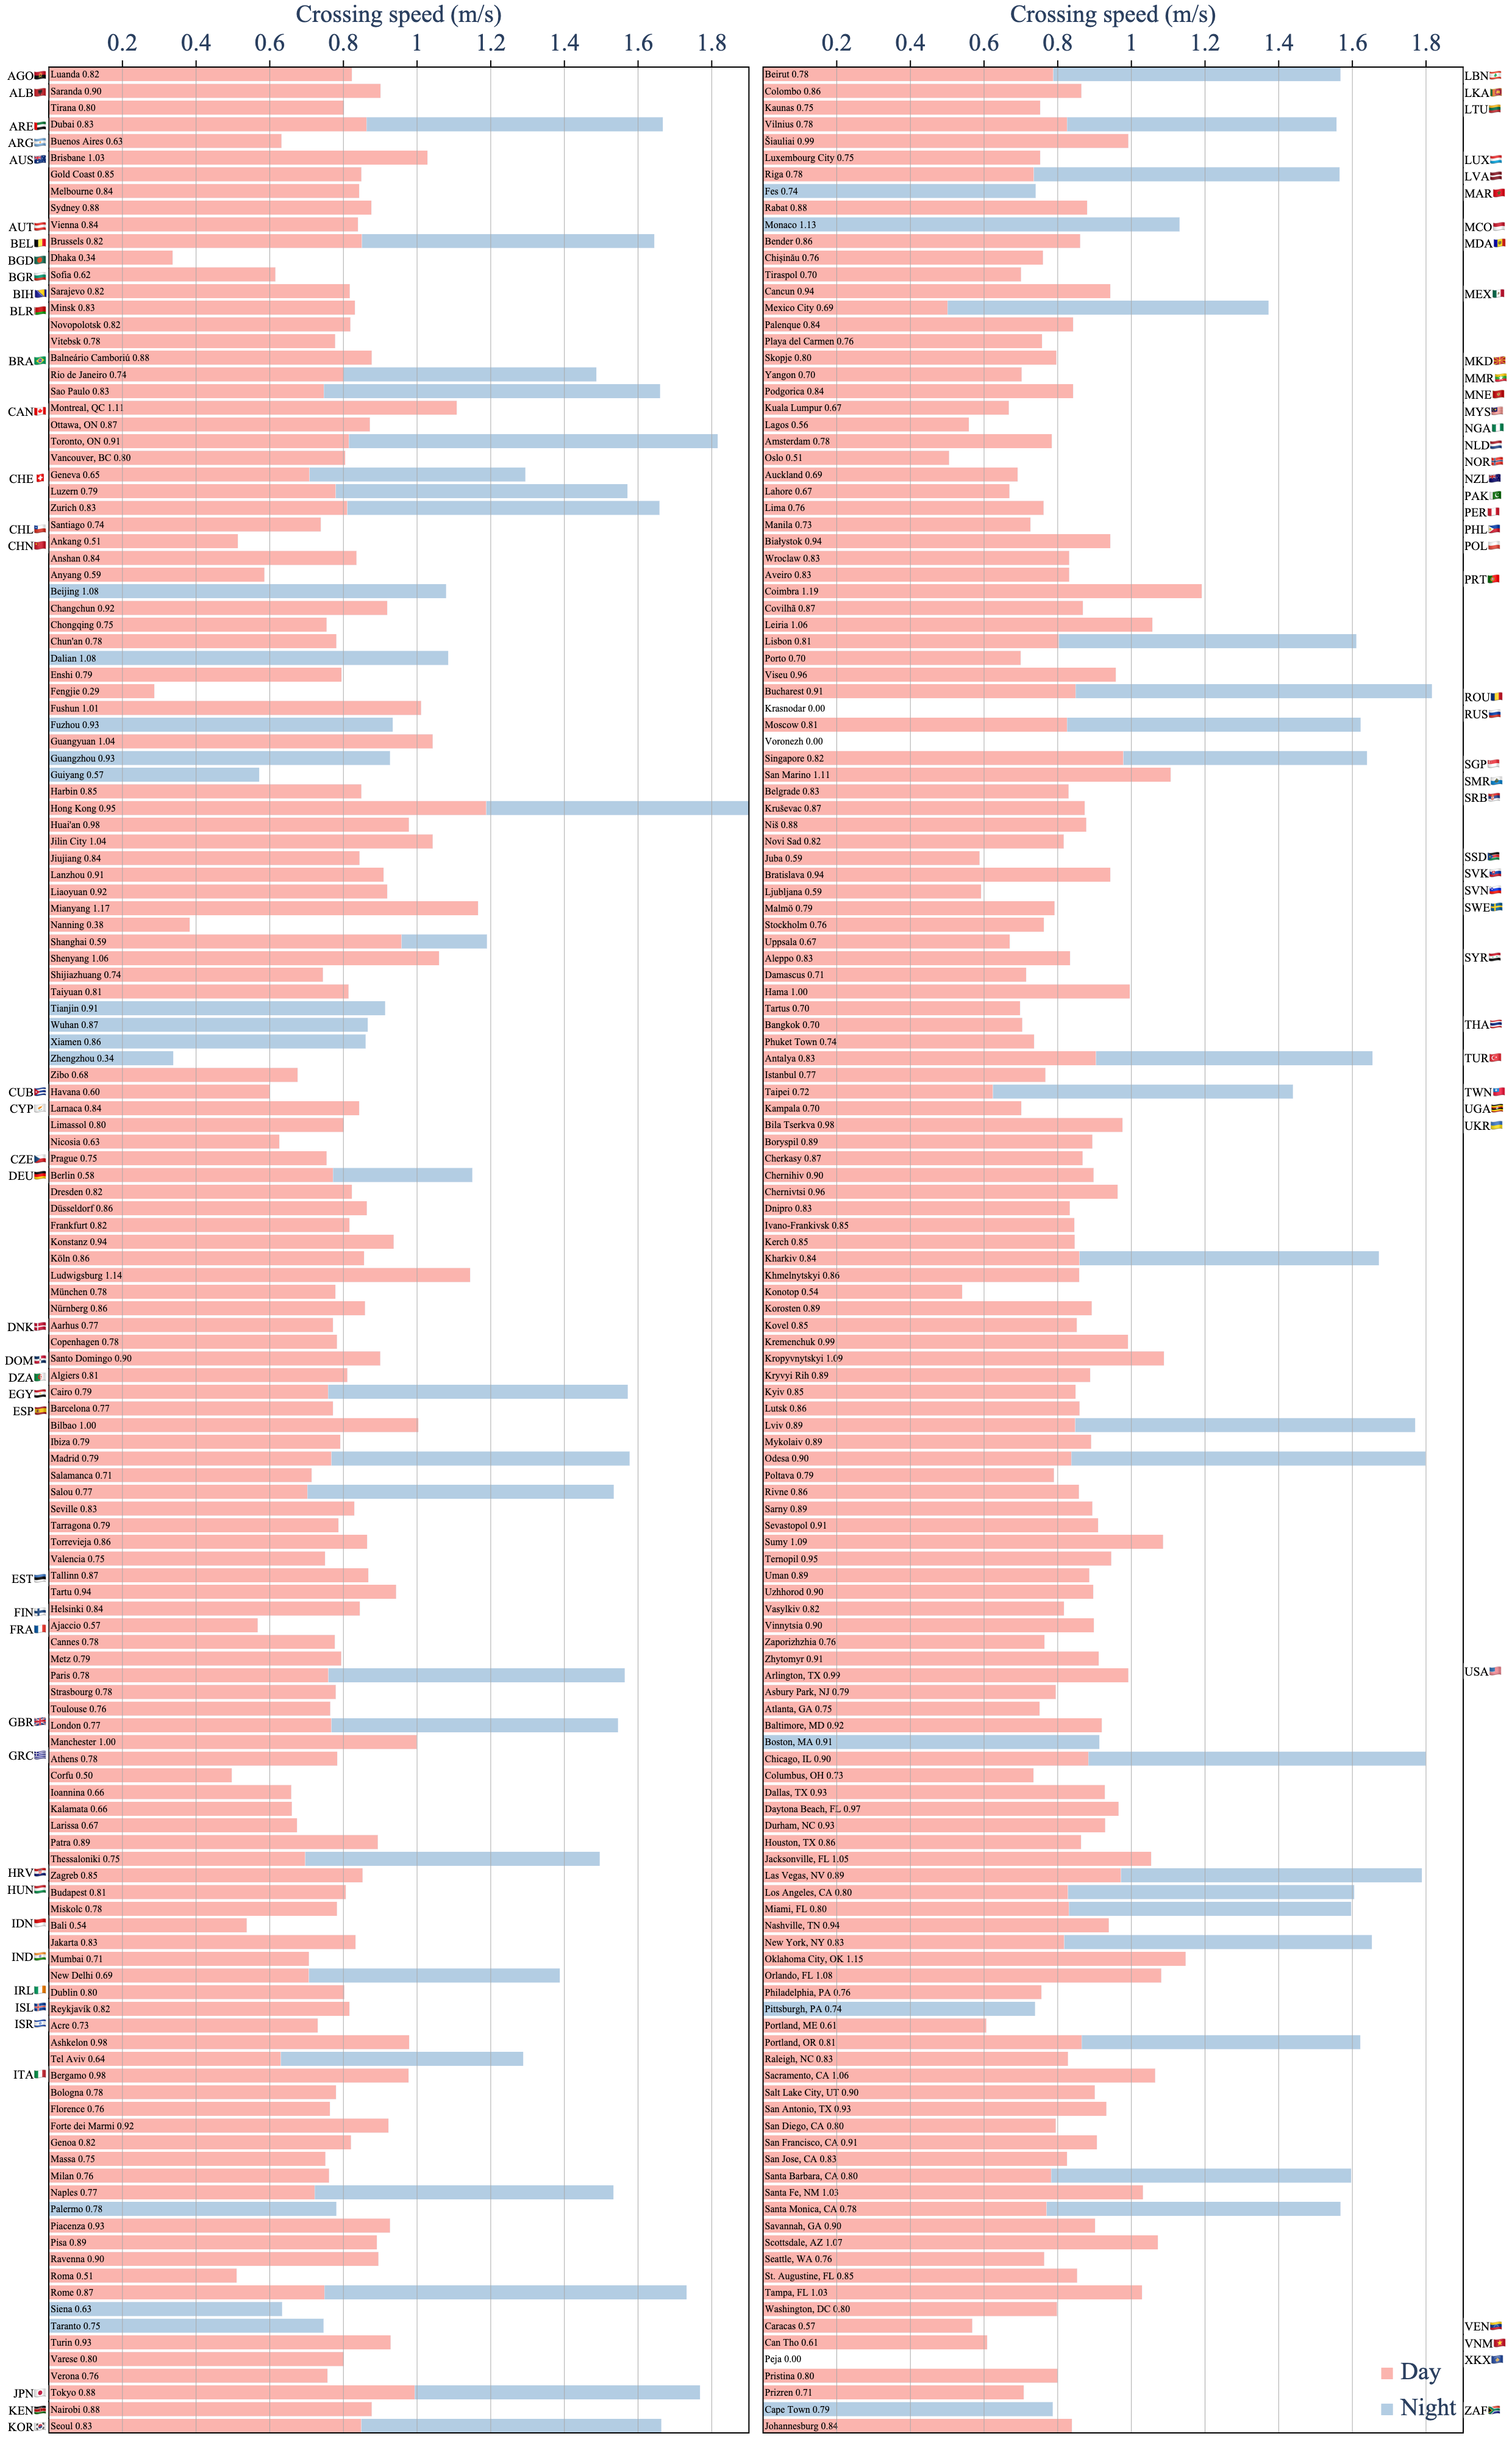 Crossing speed (m/s)
0.2 0.4 0.6 0.8 1 1.2 1.4 1.6 1.8
AGO Luanda 0.82
ALB Saranda 0.90
Tirana 0.80
ARE Dubai 0.83
ARG Buenos Aires 0.63
AUS Brisbane 1.03
Gold Coast 0.85
Melbourne 0.84
Sydney 0.88
AUT Vienna 0.84
BEL Brussels 0.82
BGD Dhaka 0.34
BGR Sofia 0.62
BIH Sarajevo 0.82
BLR Minsk 0.83
Novopolotsk 0.82
Vitebsk 0.78
BRA Balneário Camboriú 0.88
Rio de Janeiro 0.74
Sao Paulo 0.83
CAN Montreal, QC 1.11
Ottawa, ON 0.87
Toronto, ON 0.91
Vancouver, BC 0.80
CHE Geneva 0.65
Luzern 0.79
Zurich 0.83
CHL Santiago 0.74
CHN Ankang 0.51
Anshan 0.84
Anyang 0.59
Beijing 1.08
Changchun 0.92
Chongqing 0.75
Chun'an 0.78
Dalian 1.08
Enshi 0.79
Fengjie 0.29
Fushun 1.01
Fuzhou 0.93
Guangyuan 1.04
Guangzhou 0.93
Guiyang 0.57
Harbin 0.85
Hong Kong 0.95
Huai'an 0.98
Jilin City 1.04
Jiujiang 0.84
Lanzhou 0.91
Liaoyuan 0.92
Mianyang 1.17
Nanning 0.38
Shanghai 0.59
Shenyang 1.06
Shijiazhuang 0.74
Taiyuan 0.81
Tianjin 0.91
Wuhan 0.87
Xiamen 0.86
Zhengzhou 0.34
Zibo 0.68
CUB Havana 0.60
CYP Larnaca 0.84
Limassol 0.80
Nicosia 0.63
CZE Prague 0.75
DEU Berlin 0.58
Dresden 0.82
Düsseldorf 0.86
Frankfurt 0.82
Konstanz 0.94
Köln 0.86
Ludwigsburg 1.14
München 0.78
Nürnberg 0.86
DNK Aarhus 0.77
Copenhagen 0.78
DOM Santo Domingo 0.90
DZA Algiers 0.81
EGY Cairo 0.79
ESP Barcelona 0.77
Bilbao 1.00
Ibiza 0.79
Madrid 0.79
Salamanca 0.71
Salou 0.77
Seville 0.83
Tarragona 0.79
Torrevieja 0.86
Valencia 0.75
EST Tallinn 0.87
Tartu 0.94
FIN Helsinki 0.84
FRA Ajaccio 0.57
Cannes 0.78
Metz 0.79
Paris 0.78
Strasbourg 0.78
Toulouse 0.76
GBR London 0.77
Manchester 1.00
GRC Athens 0.78
Corfu 0.50
Ioannina 0.66
Kalamata 0.66
Larissa 0.67
Patra 0.89
Thessaloniki 0.75
HRV Zagreb 0.85
HUN Budapest 0.81
Miskolc 0.78
IDN Bali 0.54
Jakarta 0.83
IND Mumbai 0.71
New Delhi 0.69
IRL Dublin 0.80
ISL Reykjavik 0.82
ISR Acre 0.73
Ashkelon 0.98
Tel Aviv 0.64
ITA Bergamo 0.98
Bologna 0.78
Florence 0.76
Forte dei Marmi 0.92
Genoa 0.82
Massa 0.75
Milan 0.76
Naples 0.77
Palermo 0.78
Piacenza 0.93
Pisa 0.89
Ravenna 0.90
Roma 0.51
Rome 0.87
Siena 0.63
Taranto 0.75
Turin 0.93
Varese 0.80
Verona 0.76
JPN Tokyo 0.88
KEN Nairobi 0.88
KOR Seoul 0.83
Crossing speed (m/s)
0.2 0.4 0.6 0.8 1 1.2 1.4 1.6 1.8
Beirut 0.78 LBN
Colombo 0.86 LKA
Kaunas 0.75 LTU
Vilnius 0.78
Šiauliai 0.99
Luxembourg City 0.75 LUX
Riga 0.78 LVA
Fes 0.74 MAR
Rabat 0.88
Monaco 1.13 MCO
Bender 0.86 MDA
Chișinău 0.76
Tiraspol 0.70
Cancun 0.94 MEX
Mexico City 0.69
Palenque 0.84
Playa del Carmen 0.76
Skopje 0.80 MKD
Yangon 0.70 MMR
Podgorica 0.84 MNE
Kuala Lumpur 0.67 MYS
Lagos 0.56 NGA
Amsterdam 0.78 NLD
Oslo 0.51 NOR
Auckland 0.69 NZL
Lahore 0.67 PAK
Lima 0.76 PER
Manila 0.73 PHL
Białystok 0.94 POL
Wroclaw 0.83
Aveiro 0.83 PRT
Coimbra 1.19
Covilhã 0.87
Leiria 1.06
Lisbon 0.81
Porto 0.70
Viseu 0.96
Bucharest 0.91 ROU
Krasnodar 0.00 RUS
Moscow 0.81
Voronezh 0.00
Singapore 0.82 SGP
San Marino 1.11 SMR
Belgrade 0.83 SRB
Kruševac 0.87
Niš 0.88
Novi Sad 0.82
Juba 0.59 SSD
Bratislava 0.94 SVK
Ljubljana 0.59 SVN
Malmö 0.79 SWE
Stockholm 0.76
Uppsala 0.67
Aleppo 0.83 SYR
Damascus 0.71
Hama 1.00
Tartus 0.70
Bangkok 0.70 THA
Phuket Town 0.74
Antalya 0.83 TUR
Istanbul 0.77
Taipei 0.72 TWN
Kampala 0.70 UGA
Bila Tserkva 0.98 UKR
Boryspil 0.89
Cherkasy 0.87
Chernihiv 0.90
Chernivtsi 0.96
Dnipro 0.83
Ivano-Frankivsk 0.85
Kerch 0.85
Kharkiv 0.84
Khmelnytskyi 0.86
Konotop 0.54
Korosten 0.89
Kovel 0.85
Kremenchuk 0.99
Kropyvnytskyi 1.09
Kryvyi Rih 0.89
Kyiv 0.85
Lutsk 0.86
Lviv 0.89
Mykolaiv 0.89
Odesa 0.90
Poltava 0.79
Rivne 0.86
Sarny 0.89
Sevastopol 0.91
Sumy 1.09
Ternopil 0.95
Uman 0.89
Uzhhorod 0.90
Vasylkiv 0.82
Vinnytsia 0.90
Zaporizhzhia 0.76
Zhytomyr 0.91
Arlington, TX 0.99 USA
Asbury Park, NJ 0.79
Atlanta, GA 0.75
Baltimore, MD 0.92
Boston, MA 0.91
Chicago, IL 0.90
Columbus, OH 0.73
Dallas, TX 0.93
Daytona Beach, FL 0.97
Durham, NC 0.93
Houston, TX 0.86
Jacksonville, FL 1.05
Las Vegas, NV 0.89
Los Angeles, CA 0.80
Miami, FL 0.80
Nashville, TN 0.94
New York, NY 0.83
Oklahoma City, OK 1.15
Orlando, FL 1.08
Philadelphia, PA 0.76
Pittsburgh, PA 0.74
Portland, ME 0.61
Portland, OR 0.81
Raleigh, NC 0.83
Sacramento, CA 1.06
Salt Lake City, UT 0.90
San Antonio, TX 0.93
San Diego, CA 0.80
San Francisco, CA 0.91
San Jose, CA 0.83
Santa Barbara, CA 0.80
Santa Fe, NM 1.03
Santa Monica, CA 0.78
Savannah, GA 0.90
Scottsdale, AZ 1.07
Seattle, WA 0.76
St. Augustine, FL 0.85
Tampa, FL 1.03
Washington, DC 0.80
Caracas 0.57 VEN
Can Tho 0.61 VNM
Peja 0.00 XKX
Pristina 0.80
Prizren 0.71
Cape Town 0.79 ZAF
Johannesburg 0.84
Day
Night